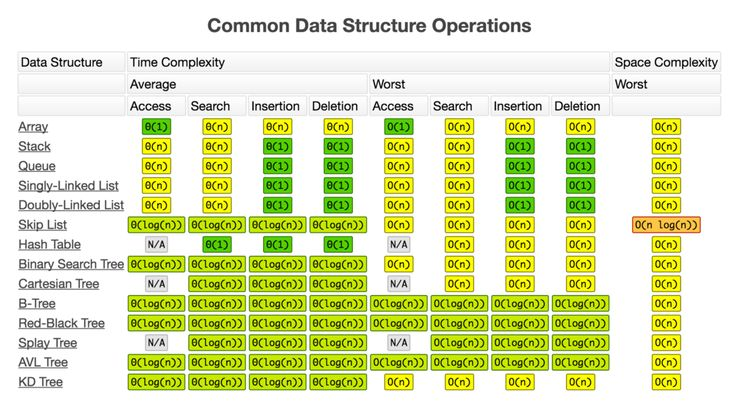 Common Data Structure Operations
Data Structure Time Complexity Space Complexity
Average Worst Worst
Access Search Insertion Deletion Access Search Insertion Deletion
Array Θ(1) Θ(n) Θ(n) Θ(n) O(1) O(n) O(n) O(n) O(n)
Stack Θ(n) Θ(n) Θ(1) Θ(1) O(n) O(n) O(1) O(1) O(n)
Queue Θ(n) Θ(n) Θ(1) Θ(1) O(n) O(n) O(1) O(1) O(n)
Singly-Linked List Θ(n) Θ(n) Θ(1) Θ(1) O(n) O(n) O(1) O(1) O(n)
Doubly-Linked List Θ(n) Θ(n) Θ(1) Θ(1) O(n) O(n) O(1) O(1) O(n)
Skip List Θ(log(n)) Θ(log(n)) Θ(log(n)) Θ(log(n)) O(n) O(n) O(n) O(n) O(n log(n))
Hash Table N/A Θ(1) Θ(1) Θ(1) N/A O(n) O(n) O(n) O(n)
Binary Search Tree Θ(log(n)) Θ(log(n)) Θ(log(n)) Θ(log(n)) O(n) O(n) O(n) O(n) O(n)
Cartesian Tree N/A Θ(log(n)) Θ(log(n)) Θ(log(n)) N/A O(n) O(n) O(n) O(n)
B-Tree Θ(log(n)) Θ(log(n)) Θ(log(n)) Θ(log(n)) O(log(n)) O(log(n)) O(log(n)) O(log(n)) O(n)
Red-Black Tree Θ(log(n)) Θ(log(n)) Θ(log(n)) Θ(log(n)) O(log(n)) O(log(n)) O(log(n)) O(log(n)) O(n)
Splay Tree N/A Θ(log(n)) Θ(log(n)) Θ(log(n)) N/A O(log(n)) O(log(n)) O(log(n)) O(n)
AVL Tree Θ(log(n)) Θ(log(n)) Θ(log(n)) Θ(log(n)) O(log(n)) O(log(n)) O(log(n)) O(log(n)) O(n)
KD Tree Θ(log(n)) Θ(log(n)) Θ(log(n)) Θ(log(n)) O(n) O(n) O(n) O(n) O(n)